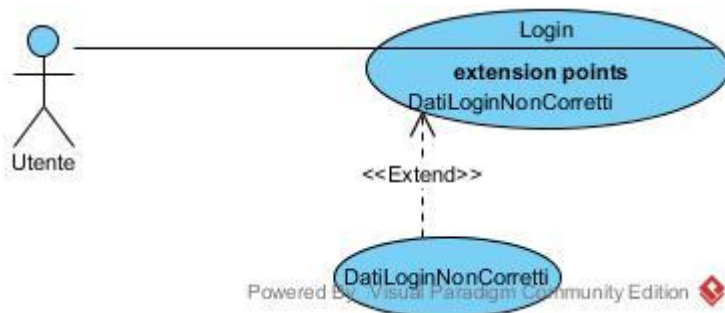 Login
extension points
DatiLoginNonCorretti
Utente
<<Extend>>
DatiLoginNonCorretti
Powered By Visual Paradigm Community Edition